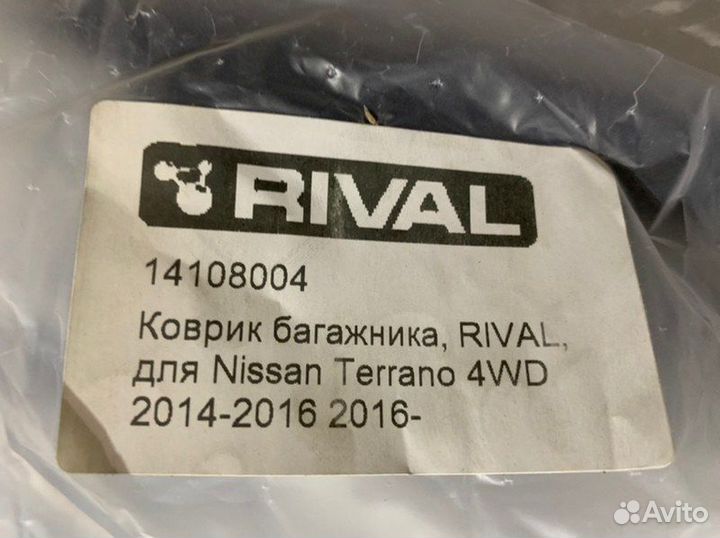 RIVAL
14108004
Коврик багажника, RIVAL,
для Nissan Terrano 4WD
2014-2016 2016-
Avito